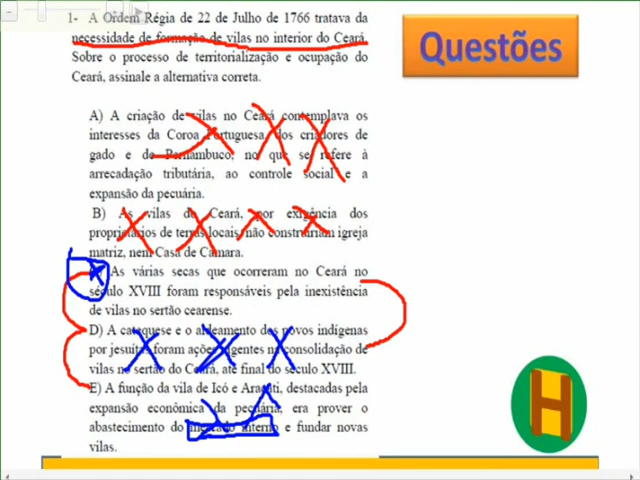 1- A Ordem Régia de 22 de Julho de 1766 tratava da
necessidade de formação de vilas no interior do Ceará.
Sobre o processo de territorialização e ocupação do
Ceará, assinale a alternativa correta.
Questões
A) A criação de vilas no Ceará contemplava os
interesses da Coroa Portuguesa, dos criadores de
gado e de Pernambuco, no que se refere à
arrecadação tributária, ao controle social e a
expansão da pecuária.
B) As vilas do Ceará, por exigência dos
proprietários de terras locais, não construiriam igreja
matriz, nem Casa de Câmara.
As várias secas que ocorreram no Ceará no
século XVIII foram responsáveis pela inexistência
de vilas no sertão cearense.
D) A catequese e o aldeamento dos povos indígenas
por jesuítas foram ações vigentes na consolidação de
vilas no sertão do Ceará, até final do século XVIII.
E) A função da vila de Icó e Aracati, destacadas pela
expansão econômica da pecuária, era prover o
abastecimento do mercado interno e fundar novas
vilas.
H